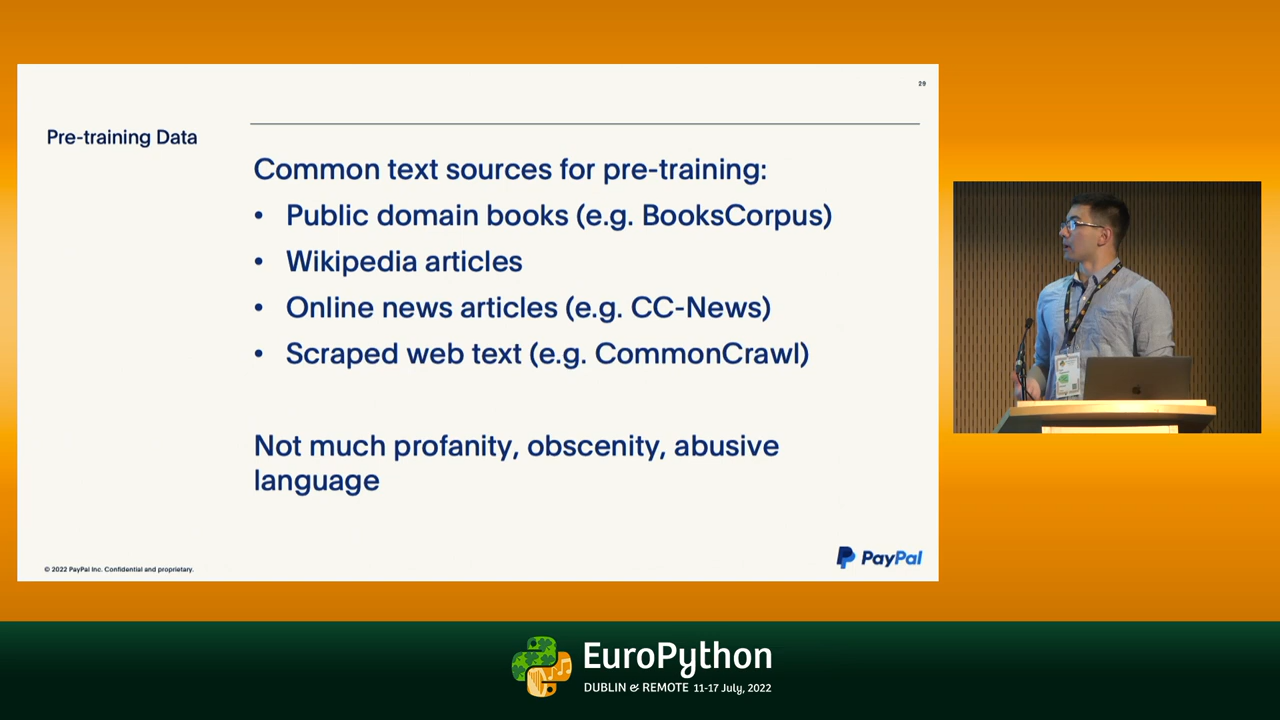 29
Pre-training Data
Common text sources for pre-training:
• Public domain books (e.g. BooksCorpus)
• Wikipedia articles
• Online news articles (e.g. CC-News)
• Scraped web text (e.g. CommonCrawl)
Not much profanity, obscenity, abusive
language
© 2022 PayPal Inc. Confidential and proprietary.
PayPal
EuroPython
DUBLIN & REMOTE 11-17 July, 2022